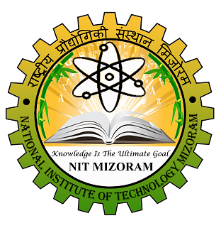 राष्ट्रीय प्रौद्योगिकी संस्थान मिज़ोरम
Knowledge Is The Ultimate Goal
NIT MIZORAM
NATIONAL INSTITUTE OF TECHNOLOGY MIZORAM